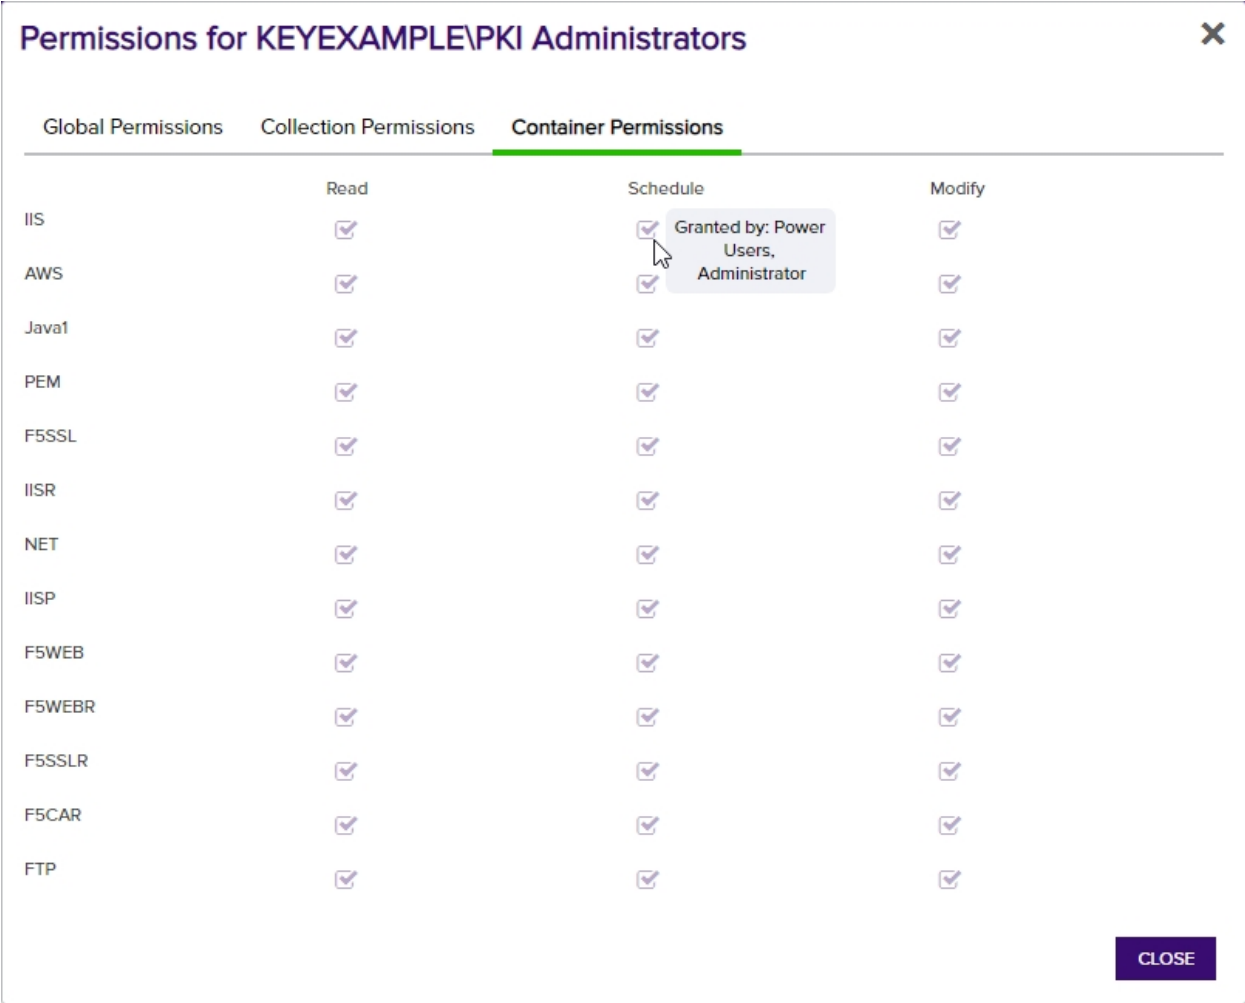 Permissions for KEYEXAMPLE\PKI Administrators
Global Permissions Collection Permissions Container Permissions
Read Schedule Modify
IIS
Granted by: Power
Users,
Administrator
AWS
Java1
PEM
F5SSL
IISR
NET
IISP
F5WEB
F5WEBR
F5SSLR
F5CAR
FTP
CLOSE